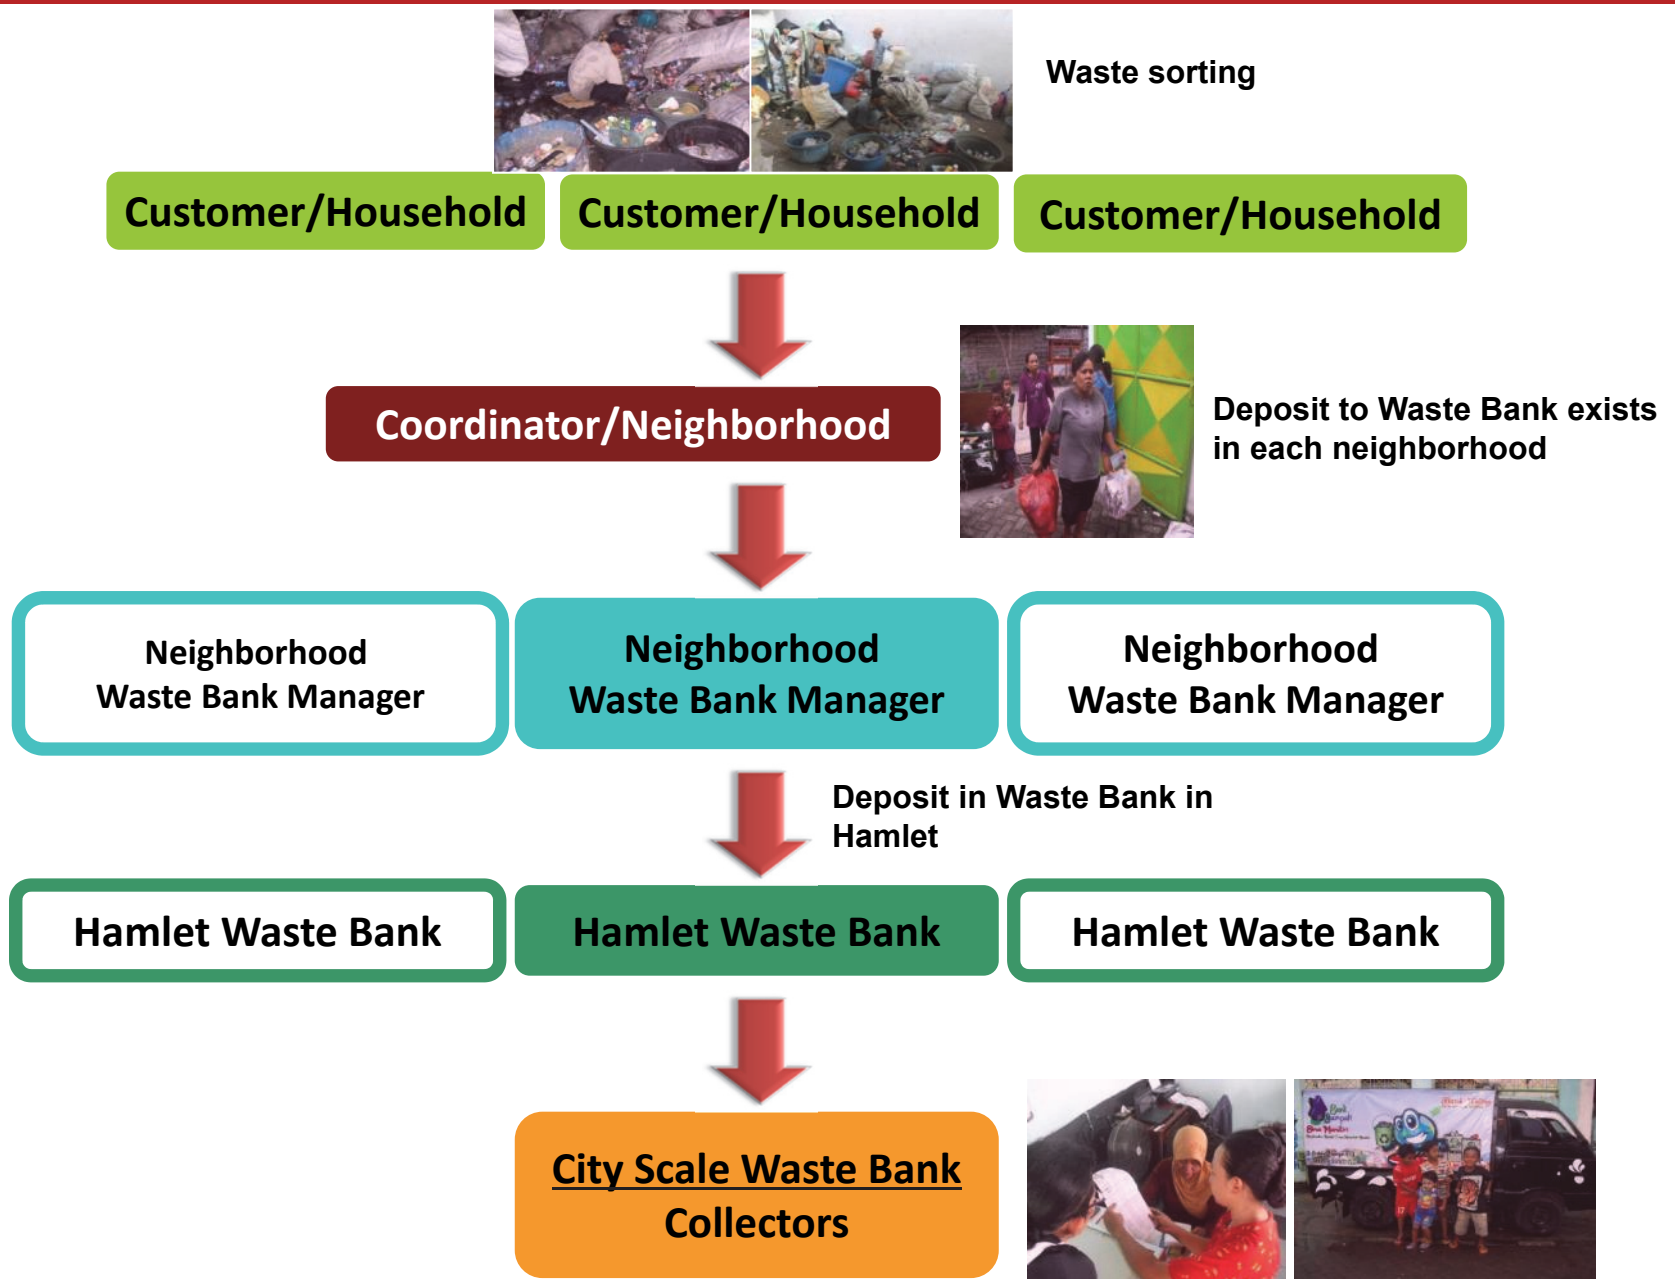 Waste sorting
Customer/Household
Customer/Household
Customer/Household
Coordinator/Neighborhood
Deposit to Waste Bank exists
in each neighborhood
Neighborhood
Waste Bank Manager
Neighborhood
Waste Bank Manager
Neighborhood
Waste Bank Manager
Deposit in Waste Bank in
Hamlet
Hamlet Waste Bank
Hamlet Waste Bank
Hamlet Waste Bank
City Scale Waste Bank
Collectors
Bank